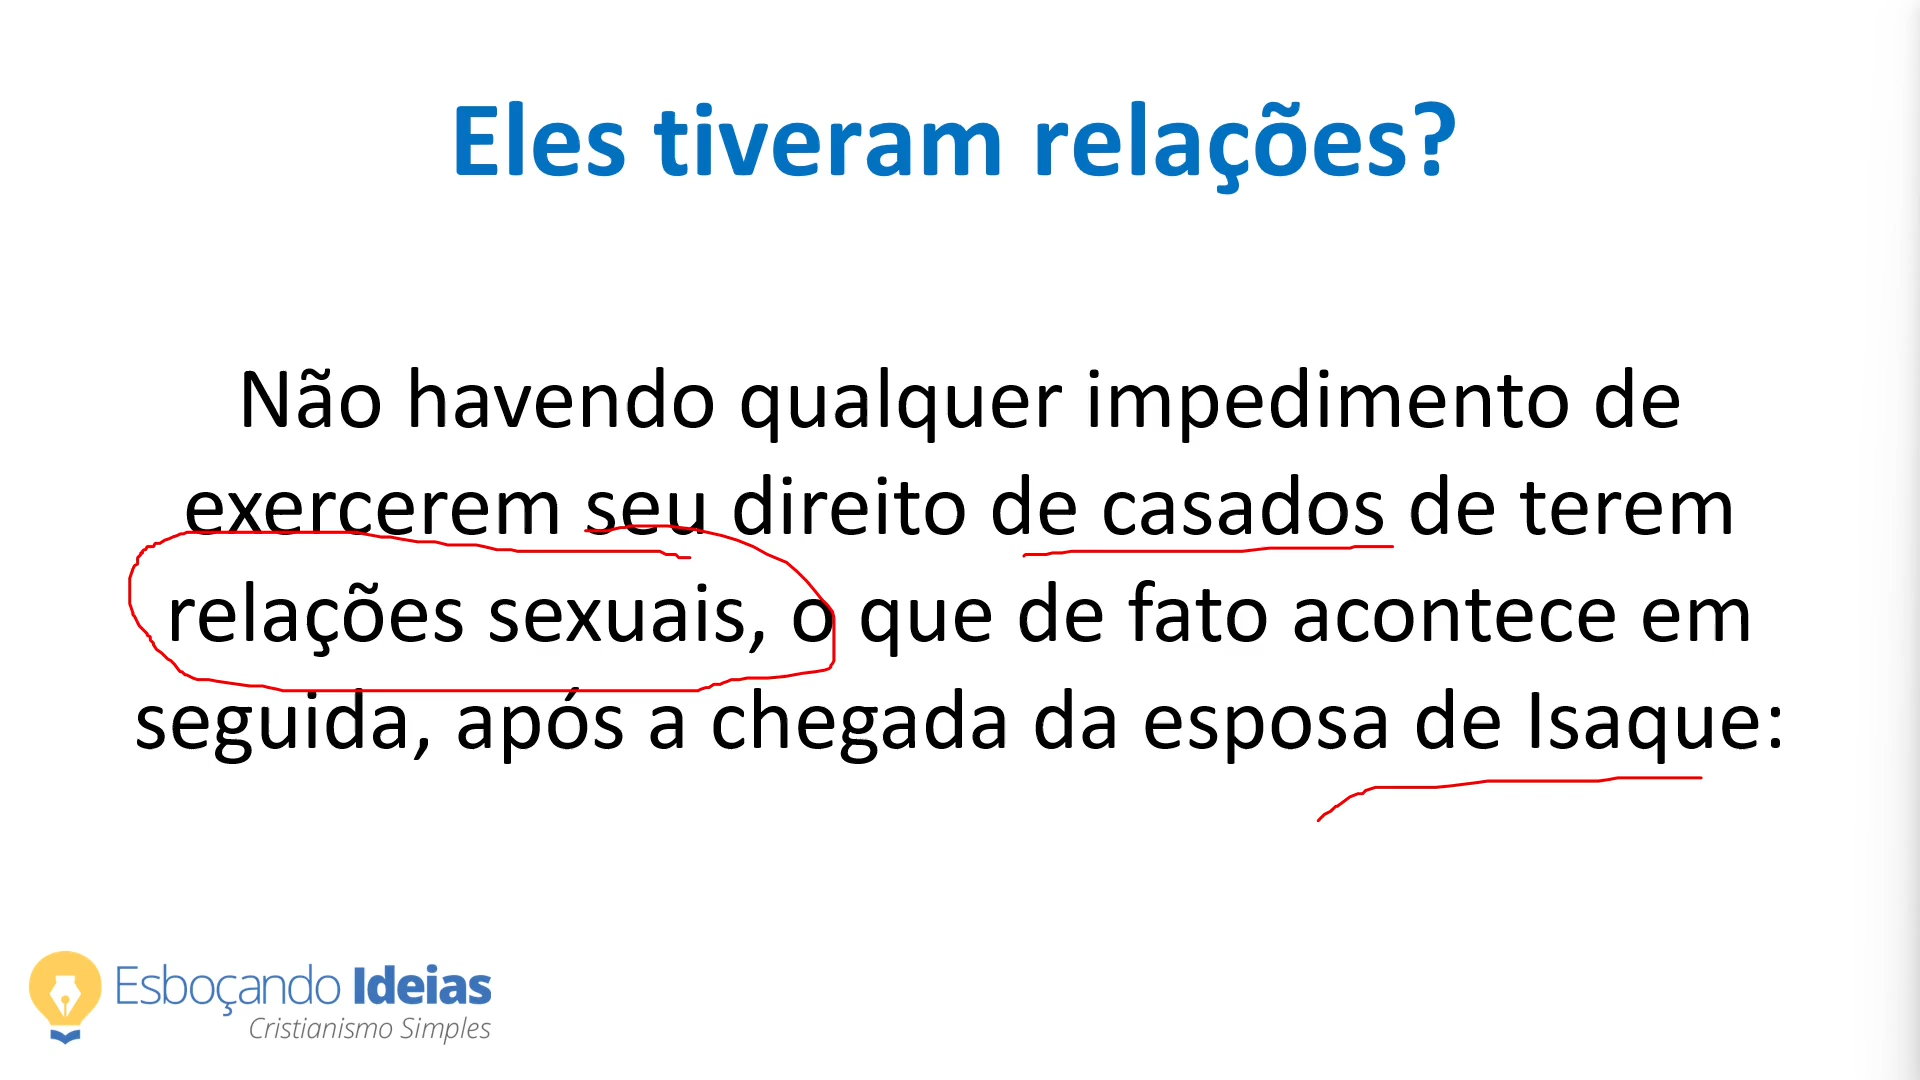 Eles tiveram relações?
Não havendo qualquer impedimento de
exercerem seu direito de casados de terem
relações sexuais, o que de fato acontece em
seguida, após a chegada da esposa de Isaque:
Esboçando Ideias
Cristianismo Simples